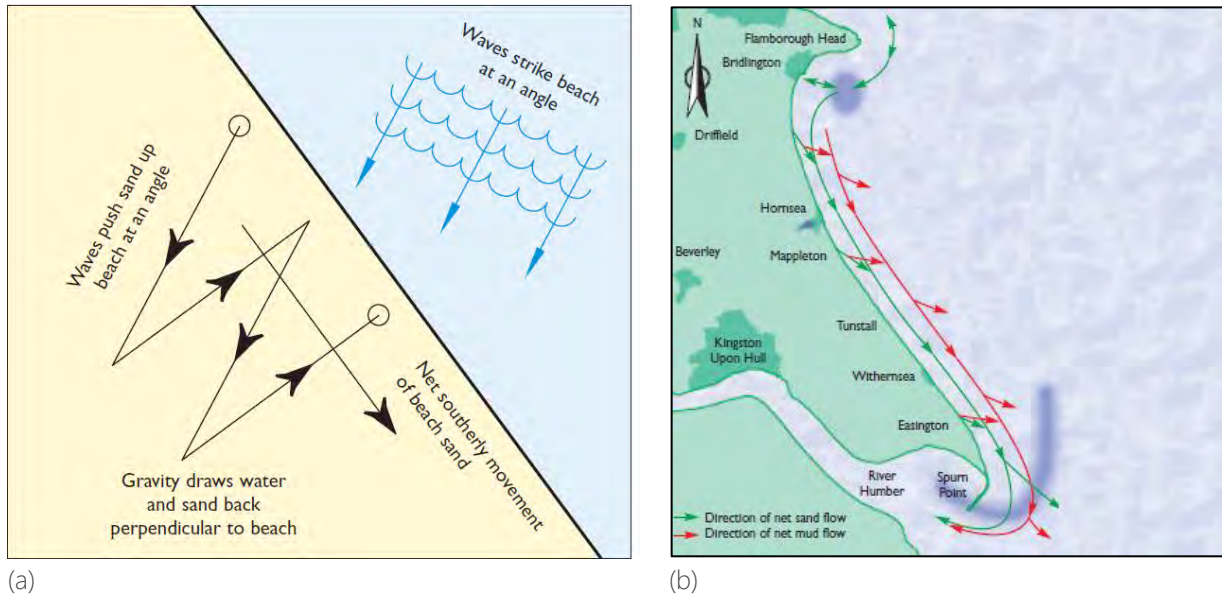 Waves strike beach
at an angle
Waves push sand up
beach at an angle
Net southerly movement
of beach sand
Gravity draws water
and sand back
perpendicular to beach
(a)
N
Flamborough Head
Bridlington
Driffield
Hornsea
Beverley
Mappleton
Tunstall
Kingston
Upon Hull
Withernsea
Easington
River
Humber
Spurn
Point
Direction of net sand flow
Direction of net mud flow
(b)